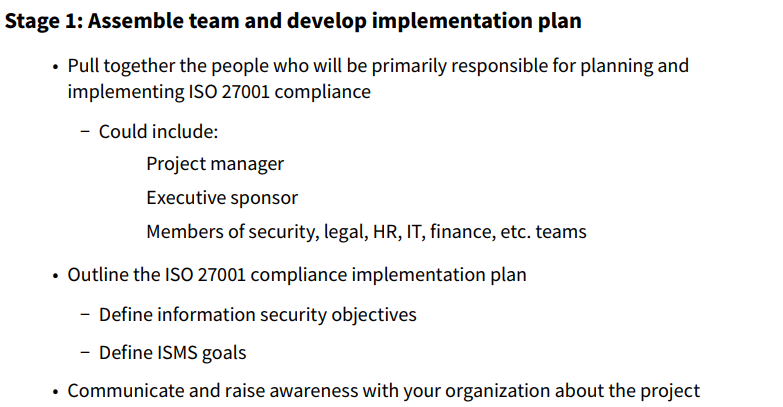 Stage 1: Assemble team and develop implementation plan
• Pull together the people who will be primarily responsible for planning and
implementing ISO 27001 compliance
– Could include:
Project manager
Executive sponsor
Members of security, legal, HR, IT, finance, etc. teams
• Outline the ISO 27001 compliance implementation plan
– Define information security objectives
– Define ISMS goals
• Communicate and raise awareness with your organization about the project